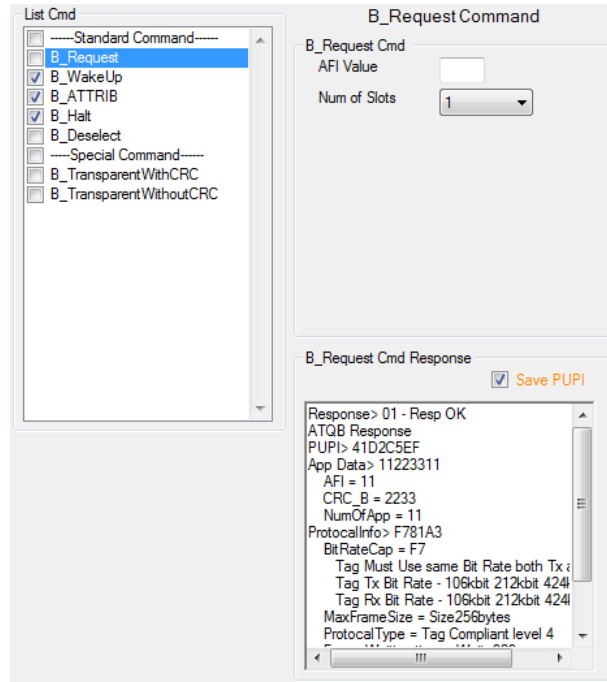 List Cmd
------Standard Command------
B_Request
B_WakeUp
B_ATTRIB
B_Halt
B_Deselect
-----Special Command------
B_TransparentWithCRC
B_TransparentWithoutCRC
B_Request Command
B_Request Cmd
AFI Value
Num of Slots 1
B_Request Cmd Response
Save PUPI
Response> 01 - Resp OK
ATQB Response
PUPI> 41D2C5EF
App Data> 11223311
AFI = 11
CRC_B = 2233
NumOfApp = 11
ProtocalInfo> F781A3
BitRateCap = F7
Tag Must Use same Bit Rate both Tx
Tag Tx Bit Rate - 106kbit 212kbit
Tag Rx Bit Rate - 106kbit 212kbit
MaxFrameSize = Size256bytes
ProtocalType = Tag Compliant level 4